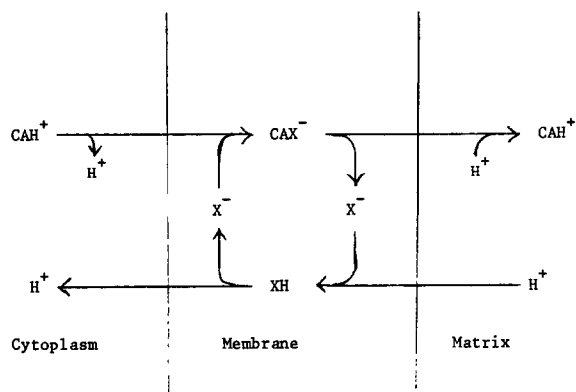 CAH+ CAX- CAH+
H+ H+
X- X-
H+ XH H+
Cytoplasm Membrane Matrix